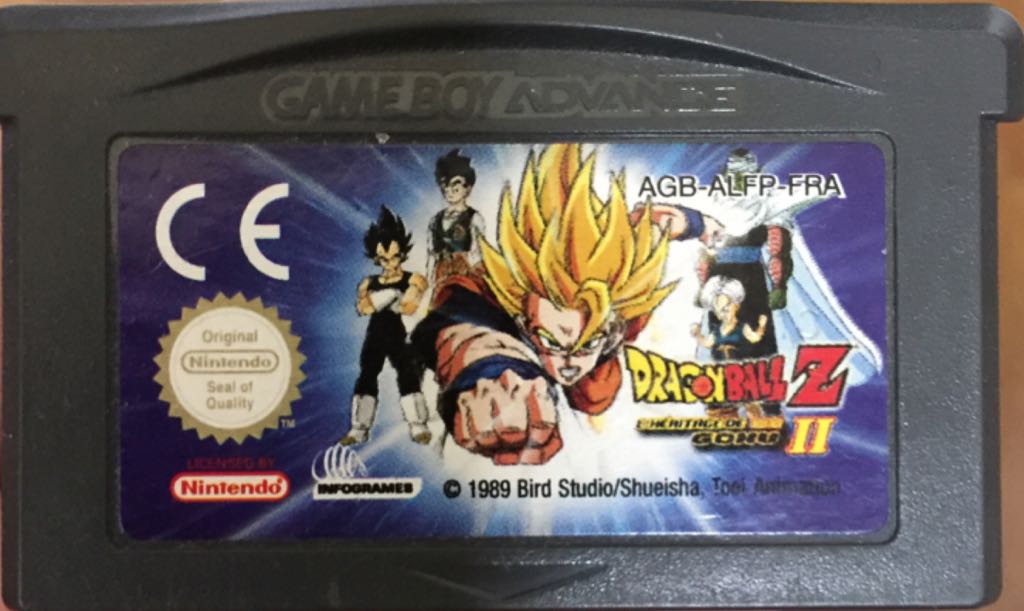 GAME BOY ADVANCE
CE
AGB-ALFP-FRA
Original
Nintendo
Seal of
Quality
TM
DRAGON BALL Z
L'HÉRITAGE DE
GOKU II
LICENSED BY
Nintendo®
INFOGRAMES
© 1989 Bird Studio/Shueisha, Toei Animation